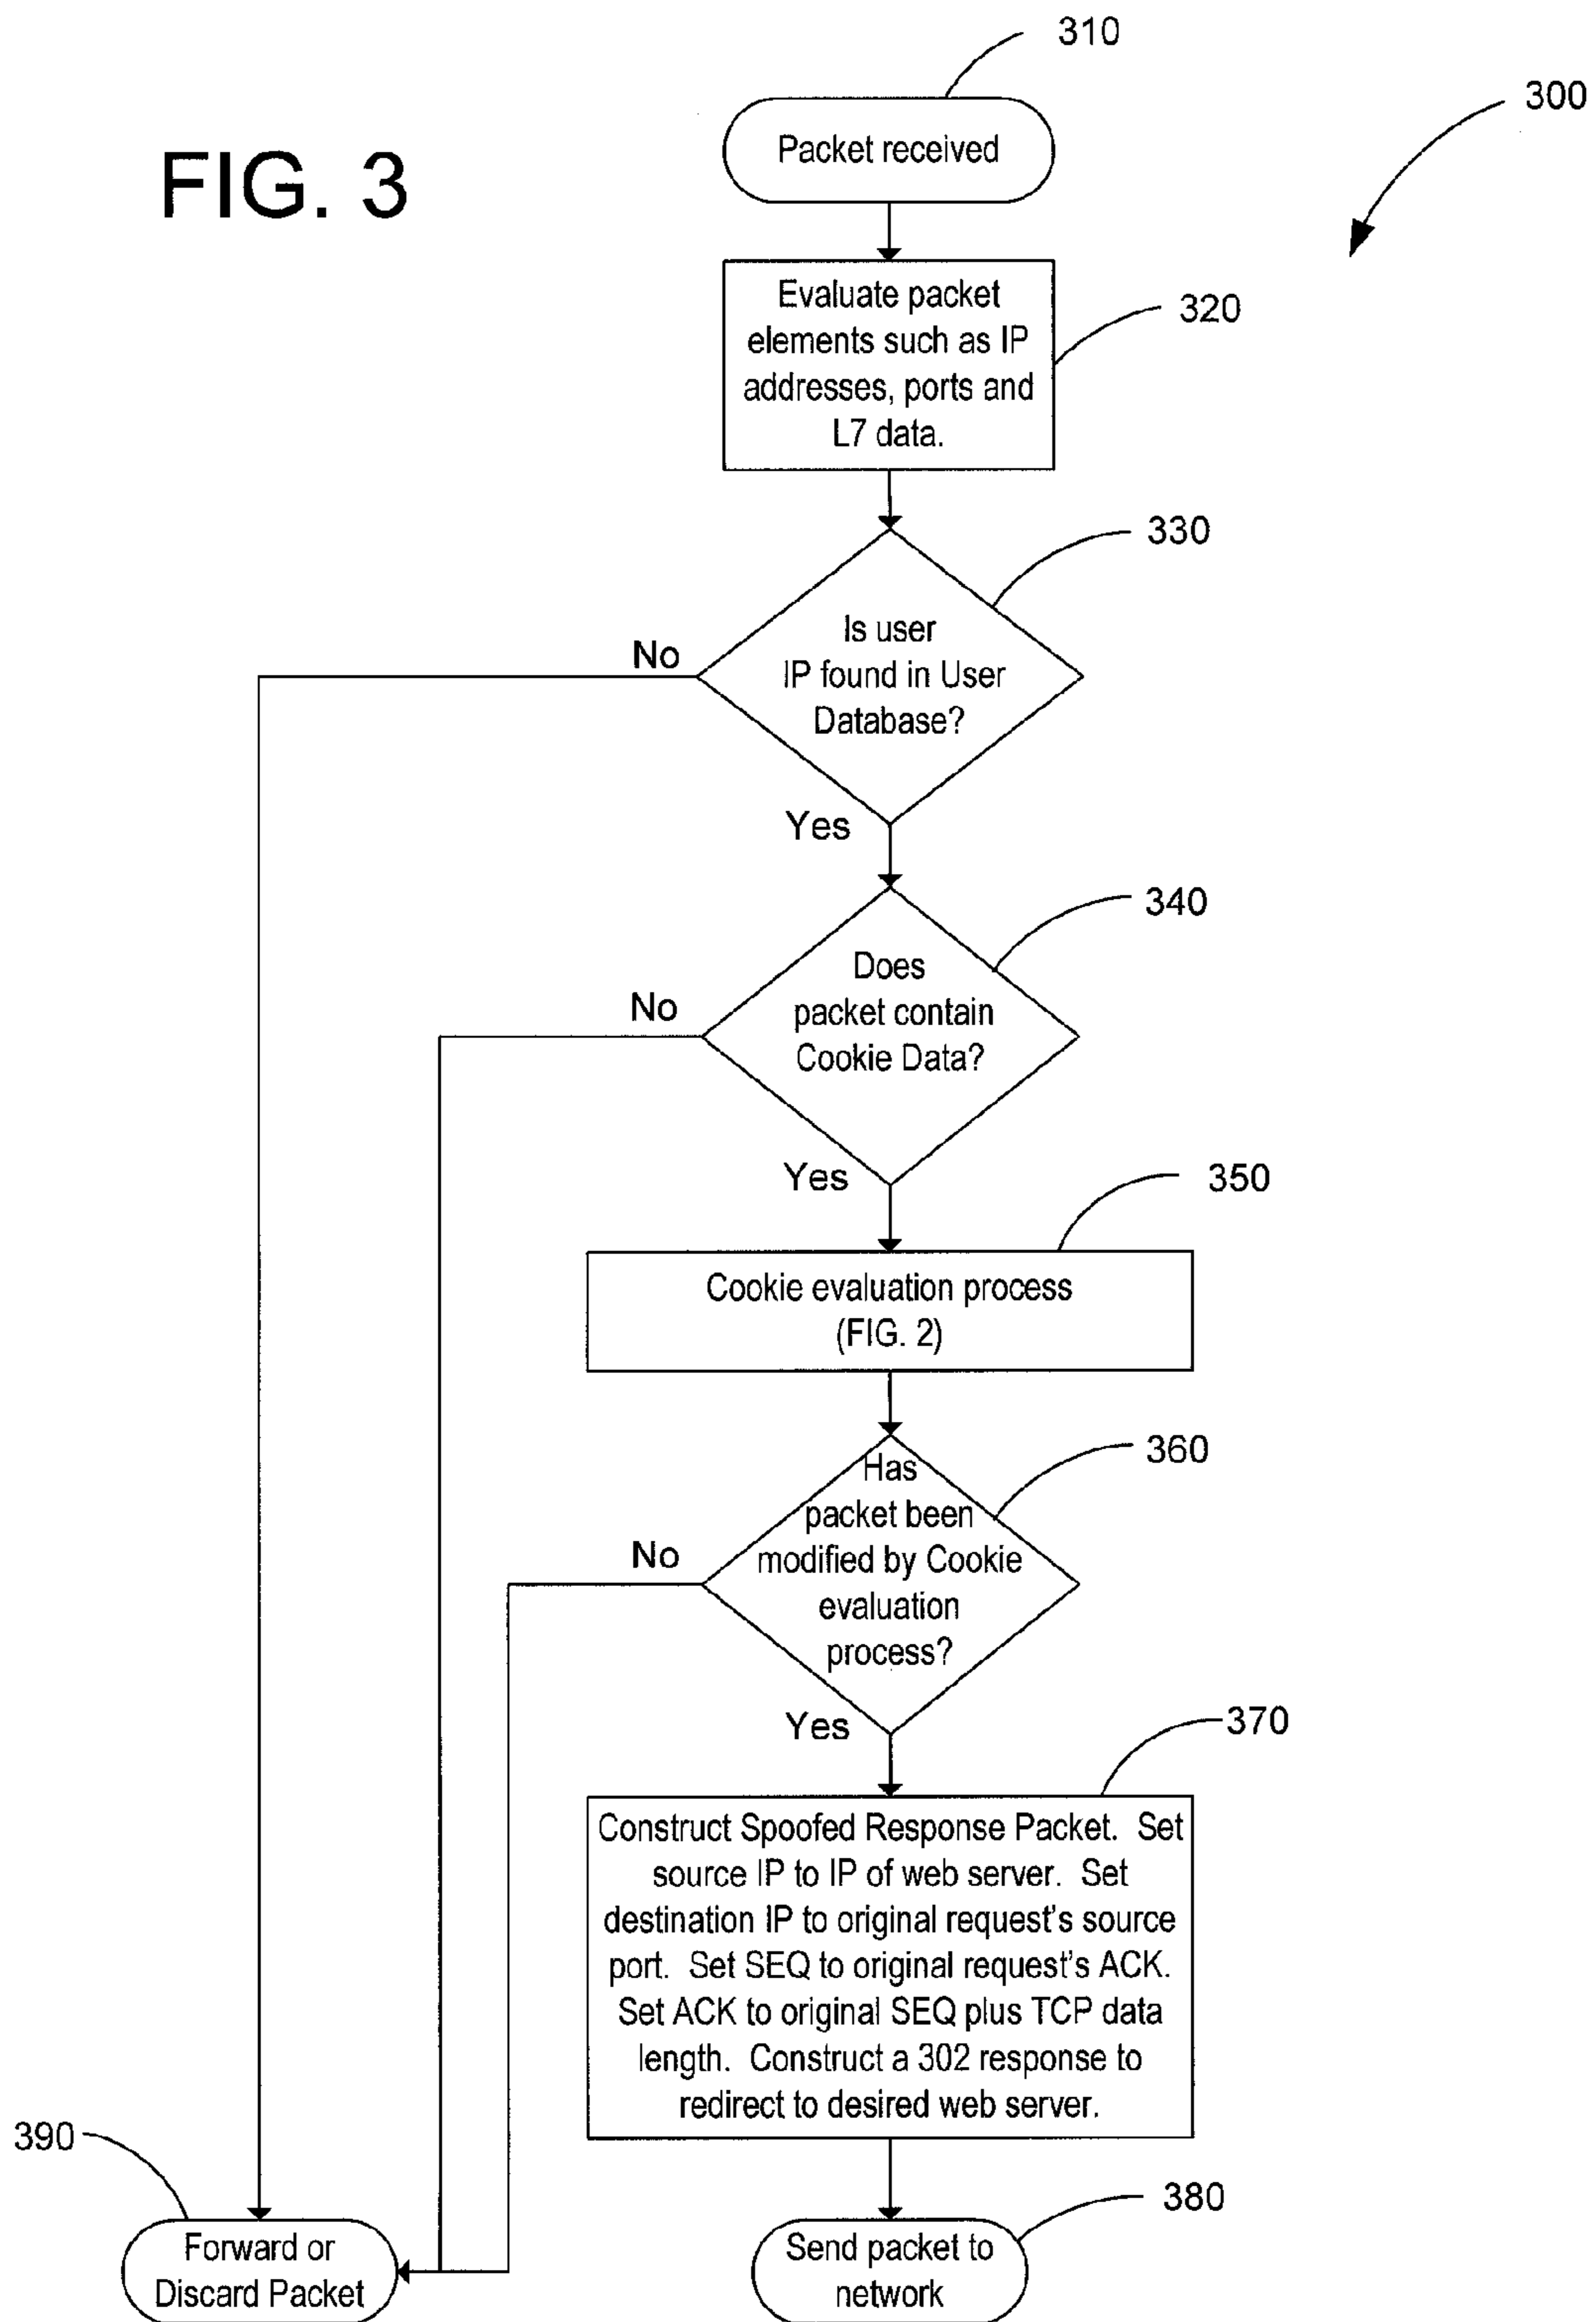 310
300
FIG. 3
Packet received
320
Evaluate packet
elements such as IP
addresses, ports and
L7 data.
330
Is user
IP found in User
Database?
No
Yes
340
Does
packet contain
Cookie Data?
No
Yes
350
Cookie evaluation process
(FIG. 2)
360
Has
packet been
modified by Cookie
evaluation
process?
No
Yes
370
Construct Spoofed Response Packet. Set
source IP to IP of web server. Set
destination IP to original request's source
port. Set SEQ to original request's ACK.
Set ACK to original SEQ plus TCP data
length. Construct a 302 response to
redirect to desired web server.
390
Forward or
Discard Packet
380
Send packet to
network